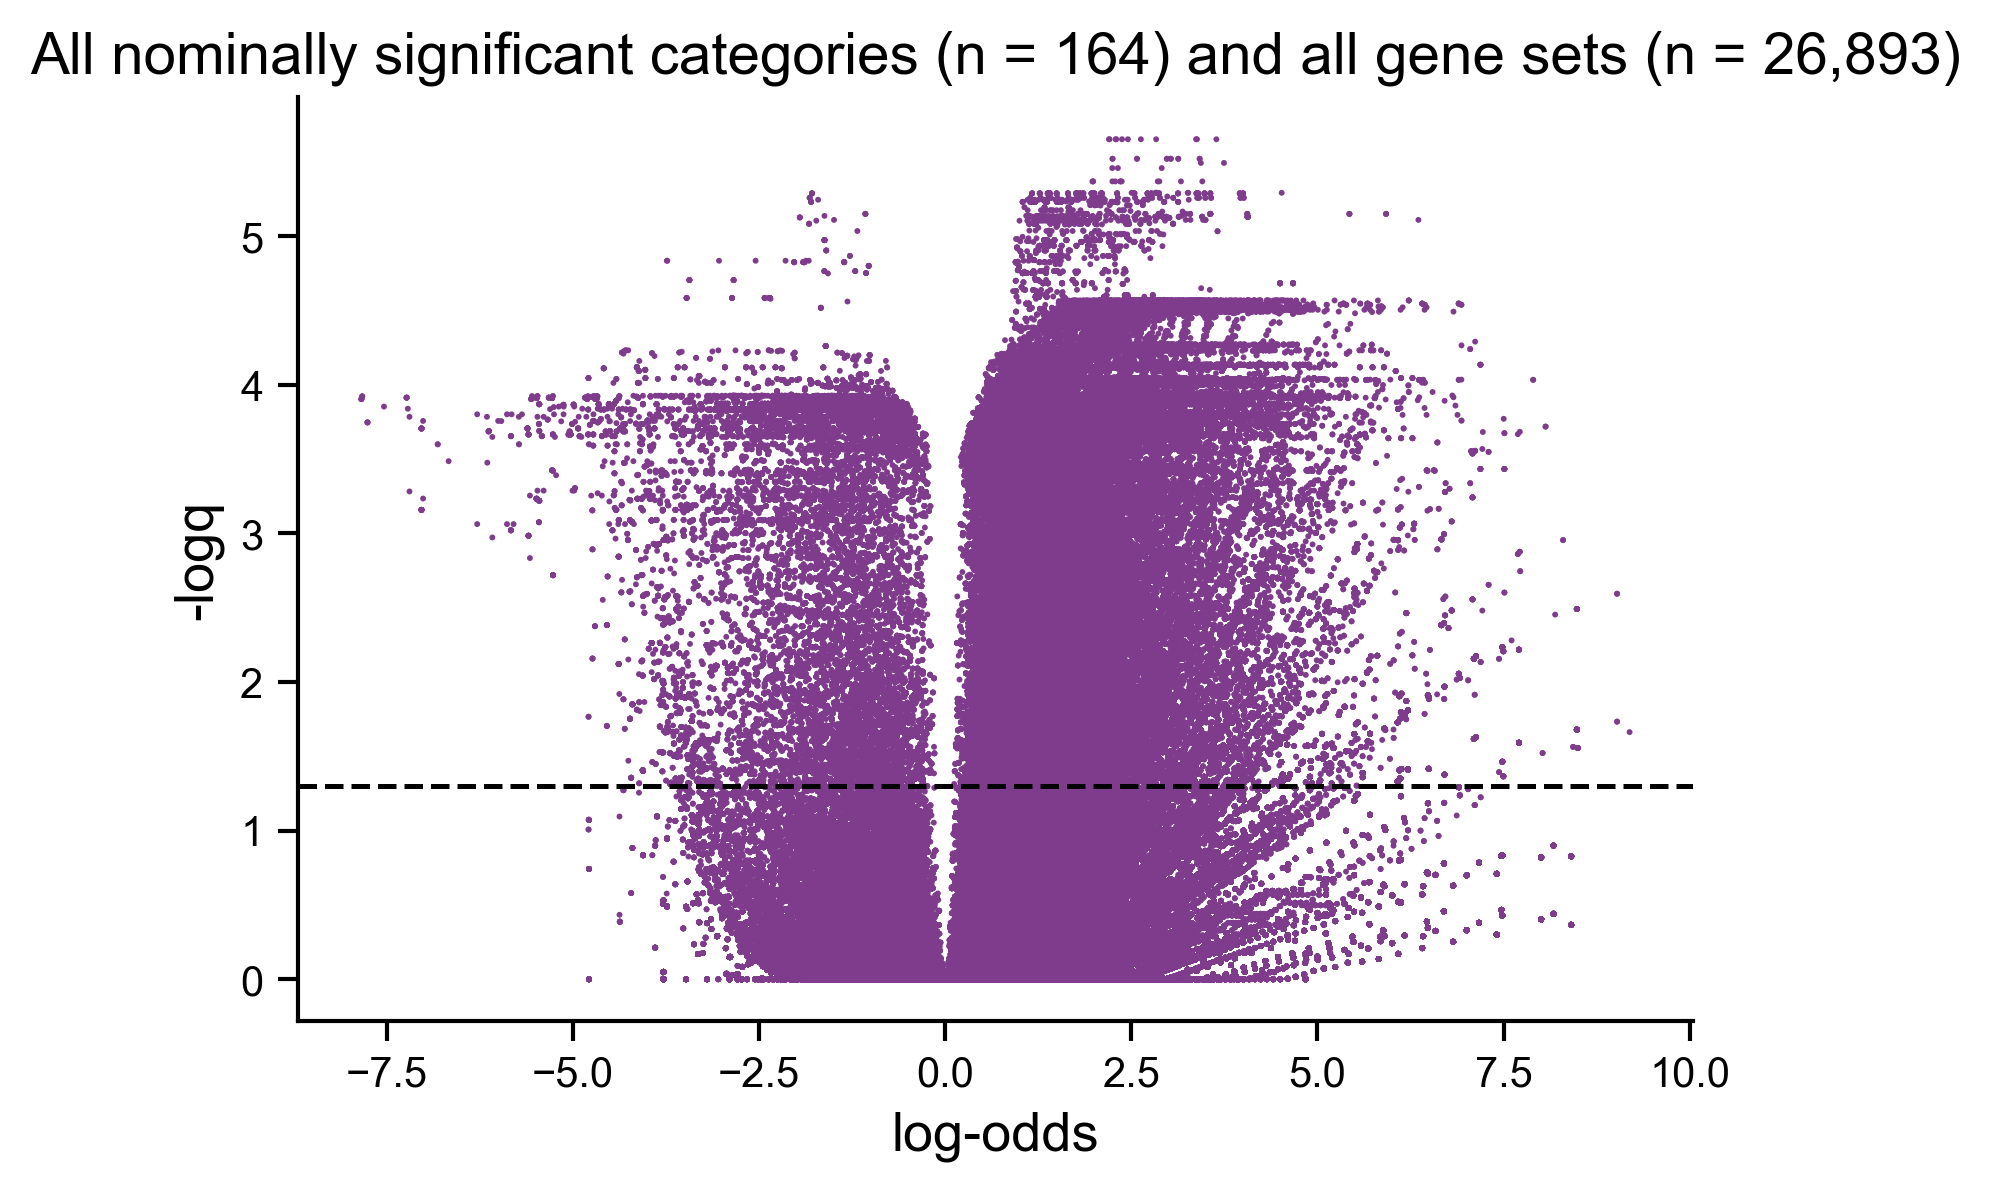 All nominally significant categories (n = 164) and all gene sets (n = 26,893)
5
4
3
2
1
0
-logq
−7.5 −5.0 −2.5 0.0 2.5 5.0 7.5 10.0
log-odds